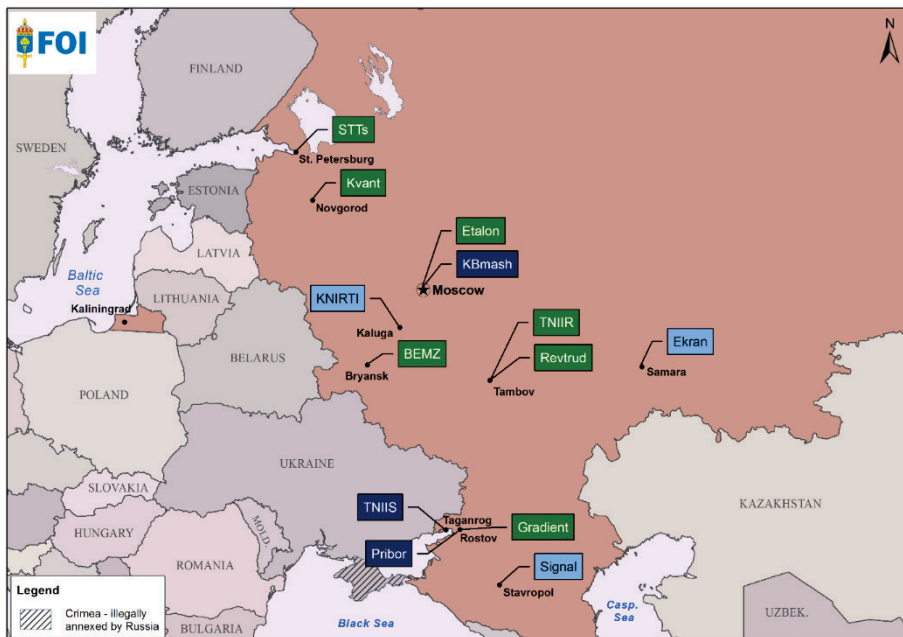 FOI
N
FINLAND
SWEDEN
STTs
St. Petersburg
Kvant
Novgorod
ESTONIA
Etalon
KBmash
Moscow
LATVIA
Baltic
Sea
LITHUANIA
Kaliningrad
KNIRTI
Kaluga
TNIIR
BEMZ
Revtrud
Ekran
BELARUS
Bryansk
Tambov
Samara
POLAND
UKRAINE
SLOVAKIA
KAZAKHSTAN
HUNGARY
MOLD.
TNIIS
Taganrog
Rostov
Gradient
Pribor
ROMANIA
Signal
Stavropol
Legend
Crimea - illegally
annexed by Russia
BULGARIA
Black Sea
Casp.
Sea
UZBEK.